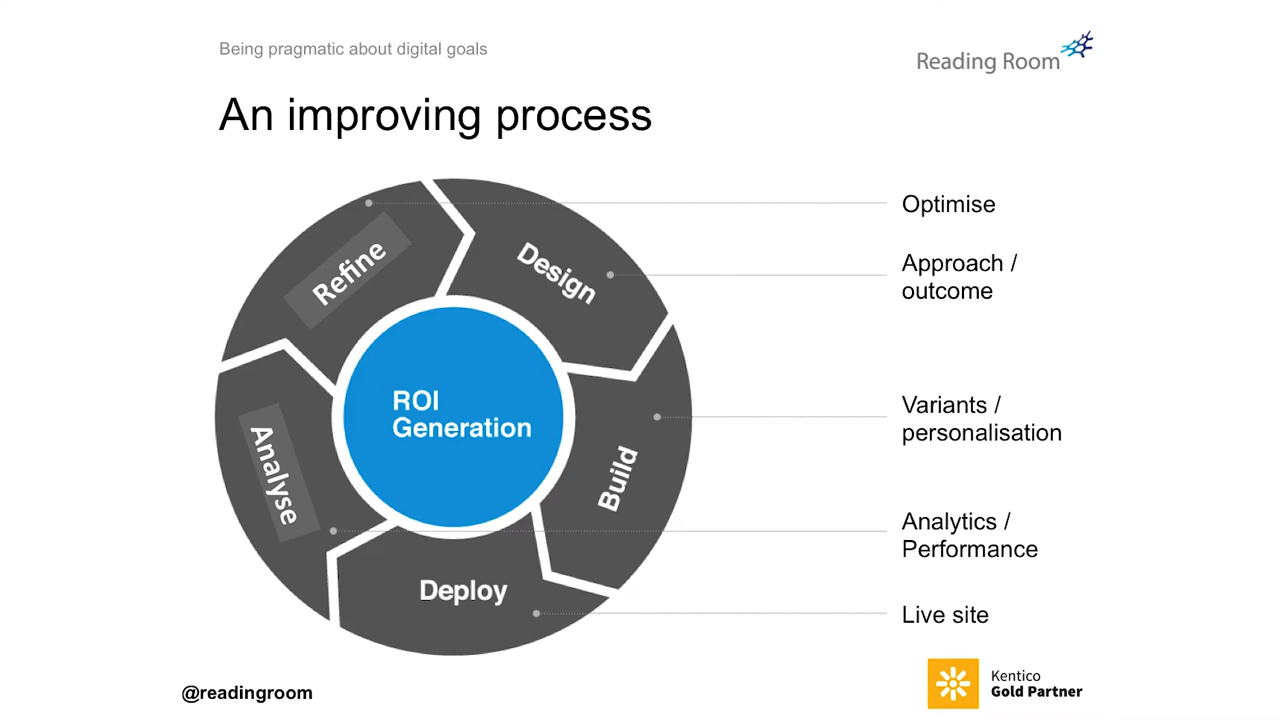 Being pragmatic about digital goals
Reading Room
An improving process
Refine
Design
Build
Deploy
Analyse
ROI
Generation
Optimise
Approach /
outcome
Variants /
personalisation
Analytics /
Performance
Live site
@readingroom
Kentico
Gold Partner